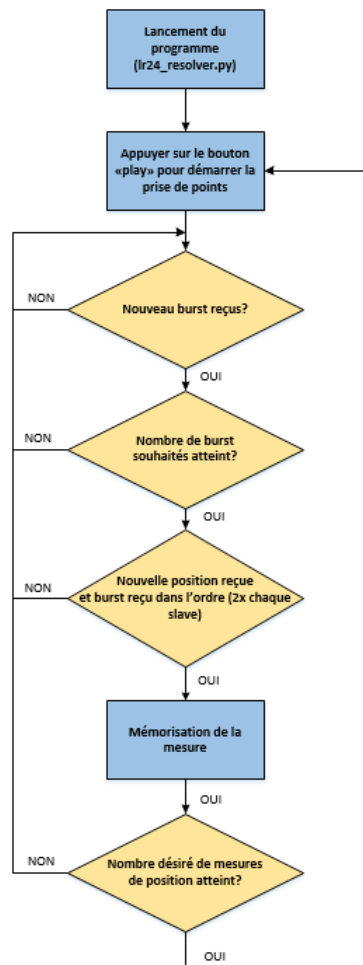 Lancement du
programme
(lr24_resolver.py)
Appuyer sur le bouton
«play» pour démarrer la
prise de points
NON
Nouveau burst reçus?
OUI
NON
Nombre de burst
souhaités atteint?
OUI
NON
Nouvelle position reçue
et burst reçu dans l'ordre (2x chaque
slave)
OUI
Mémorisation de la
mesure
OUI
NON
Nombre désiré de mesures
de position atteint?
OUI